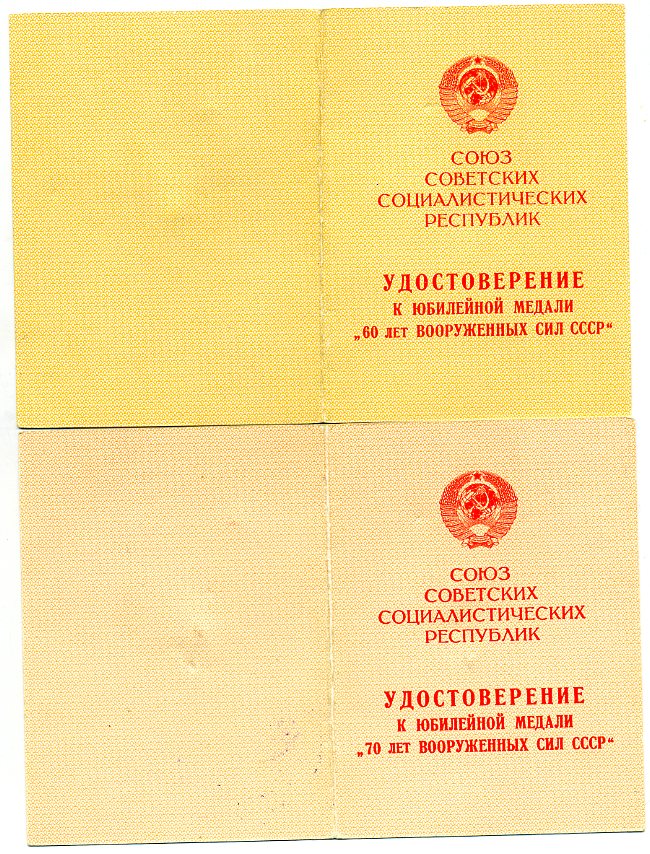 СОЮЗ
СОВЕТСКИХ
СОЦИАЛИСТИЧЕСКИХ
РЕСПУБЛИК
УДОСТОВЕРЕНИЕ
К ЮБИЛЕЙНОЙ МЕДАЛИ
„60 ЛЕТ ВООРУЖЕННЫХ СИЛ СССР“
СОЮЗ
СОВЕТСКИХ
СОЦИАЛИСТИЧЕСКИХ
РЕСПУБЛИК
УДОСТОВЕРЕНИЕ
К ЮБИЛЕЙНОЙ МЕДАЛИ
„70 ЛЕТ ВООРУЖЕННЫХ СИЛ СССР“